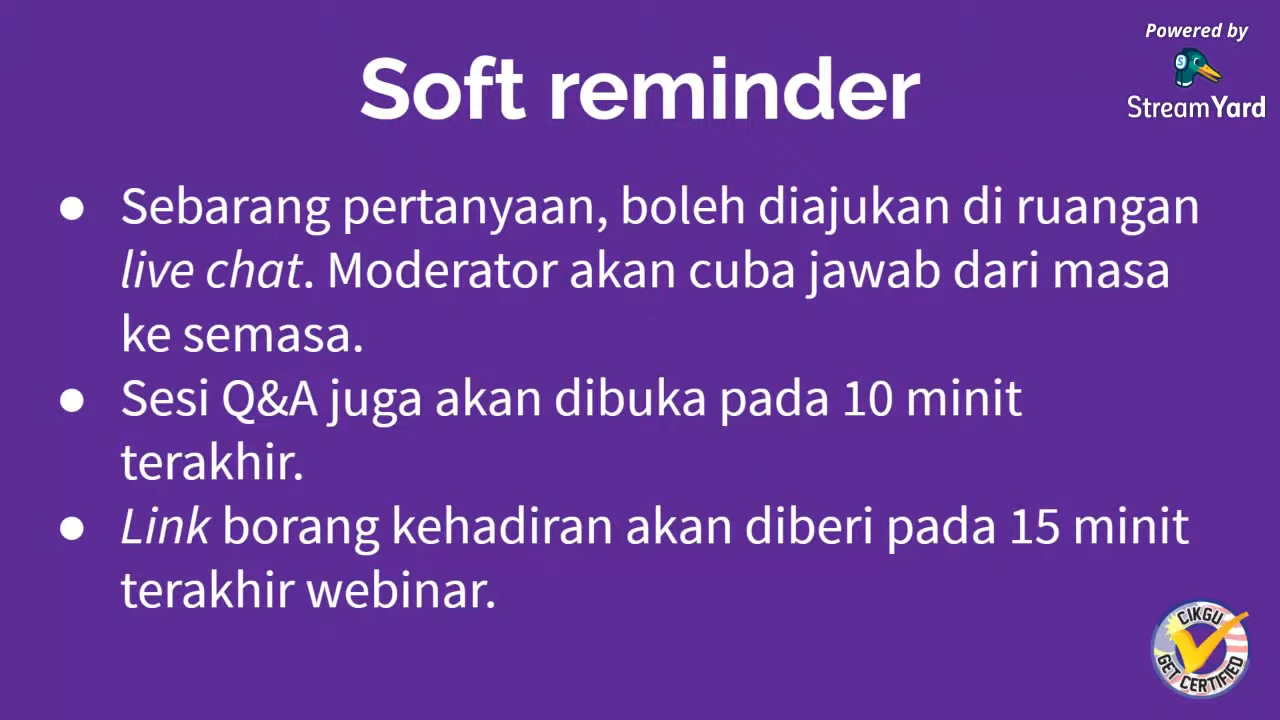 Powered by
StreamYard
Soft reminder
● Sebarang pertanyaan, boleh diajukan di ruangan
live chat. Moderator akan cuba jawab dari masa
ke semasa.
● Sesi Q&A juga akan dibuka pada 10 minit
terakhir.
● Link borang kehadiran akan diberi pada 15 minit
terakhir webinar.
CIKGU
GET CERTIFIED